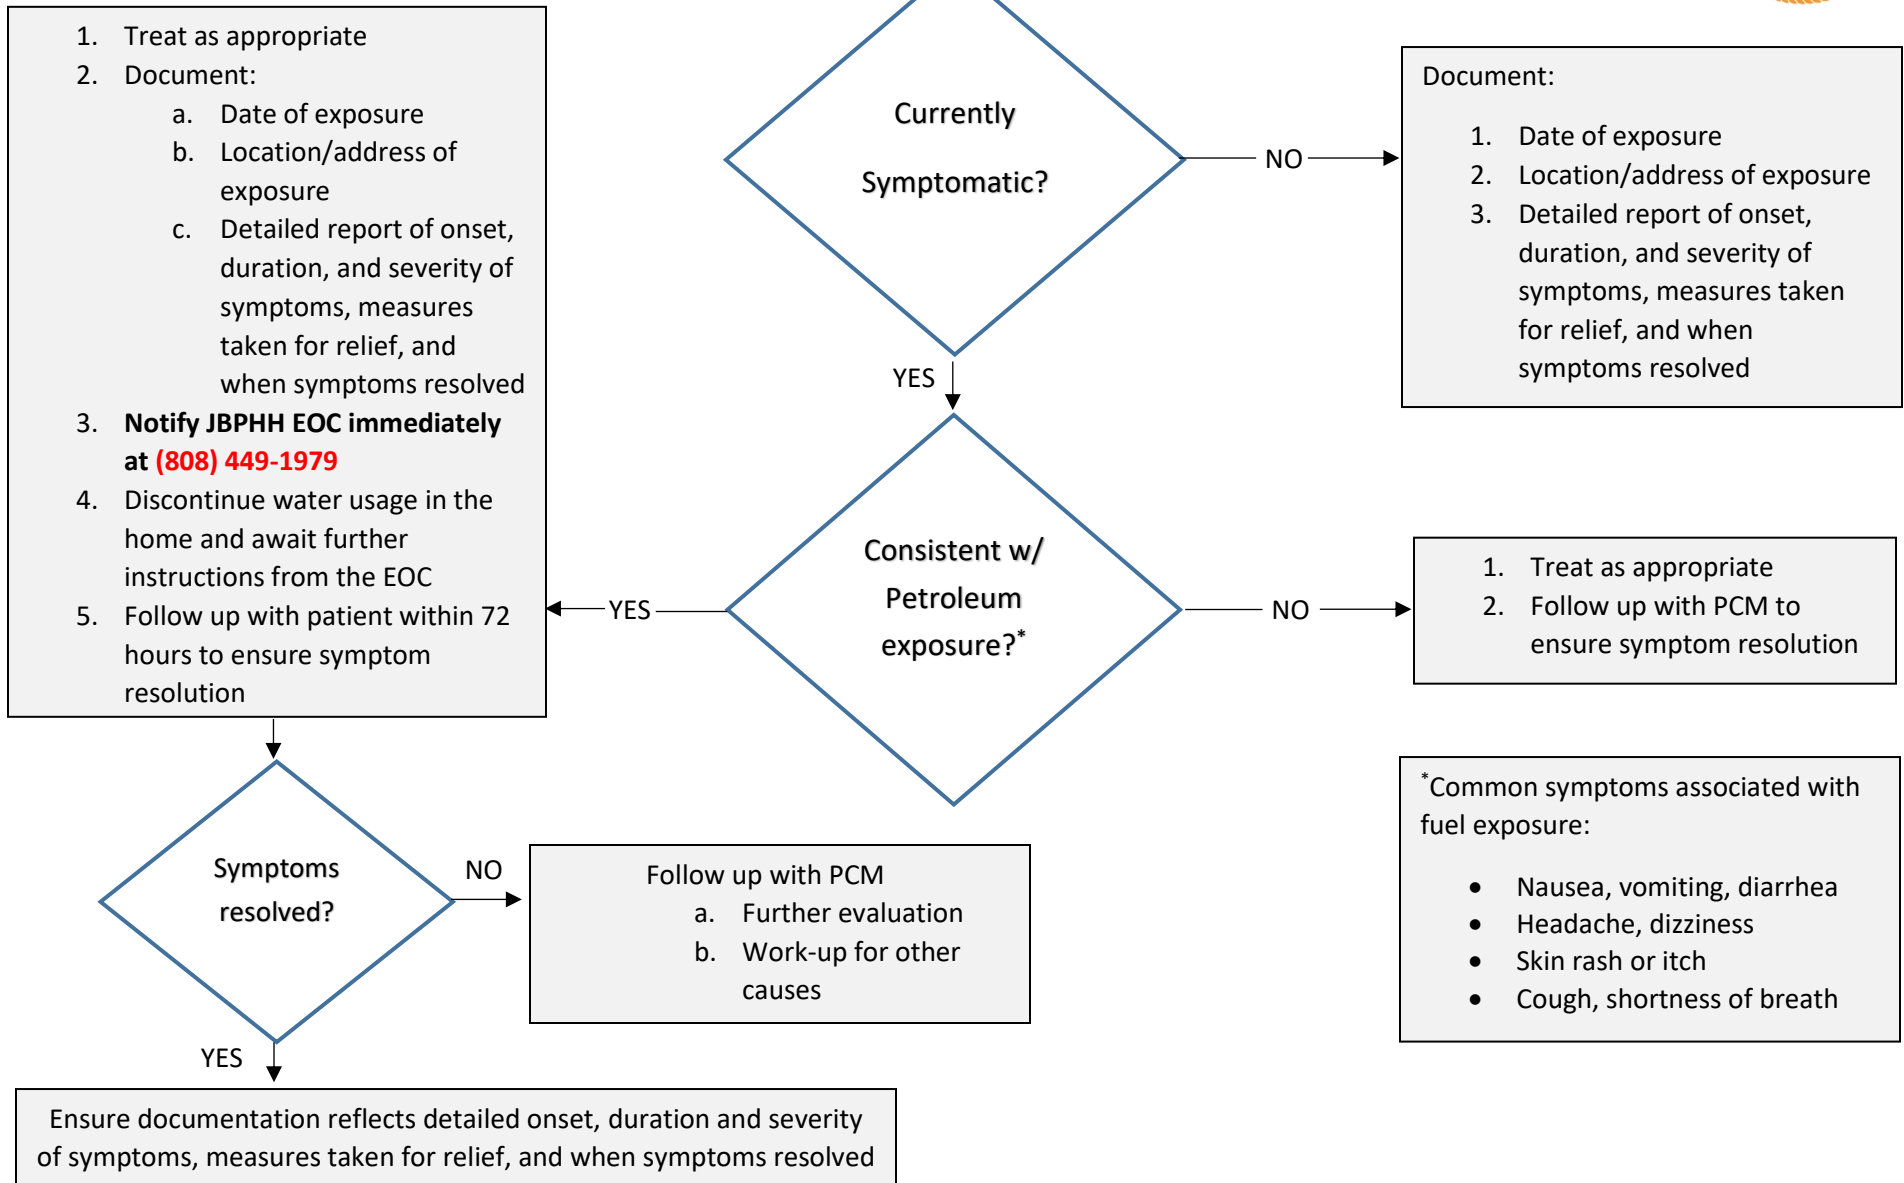 Currently
Symptomatic?
NO
Document:
1. Date of exposure
2. Location/address of exposure
3. Detailed report of onset,
duration, and severity of
symptoms, measures taken
for relief, and when
symptoms resolved
YES
Consistent w/
Petroleum
exposure?*
NO
1. Treat as appropriate
2. Follow up with PCM to
ensure symptom resolution
YES
1. Treat as appropriate
2. Document:
a. Date of exposure
b. Location/address of
exposure
c. Detailed report of onset,
duration, and severity of
symptoms, measures
taken for relief, and
when symptoms resolved
3. Notify JBPHH EOC immediately
at (808) 449-1979
4. Discontinue water usage in the
home and await further
instructions from the EOC
5. Follow up with patient within 72
hours to ensure symptom
resolution
Symptoms
resolved?
NO
Follow up with PCM
a. Further evaluation
b. Work-up for other
causes
YES
Ensure documentation reflects detailed onset, duration and severity
of symptoms, measures taken for relief, and when symptoms resolved
*Common symptoms associated with
fuel exposure:
• Nausea, vomiting, diarrhea
• Headache, dizziness
• Skin rash or itch
• Cough, shortness of breath